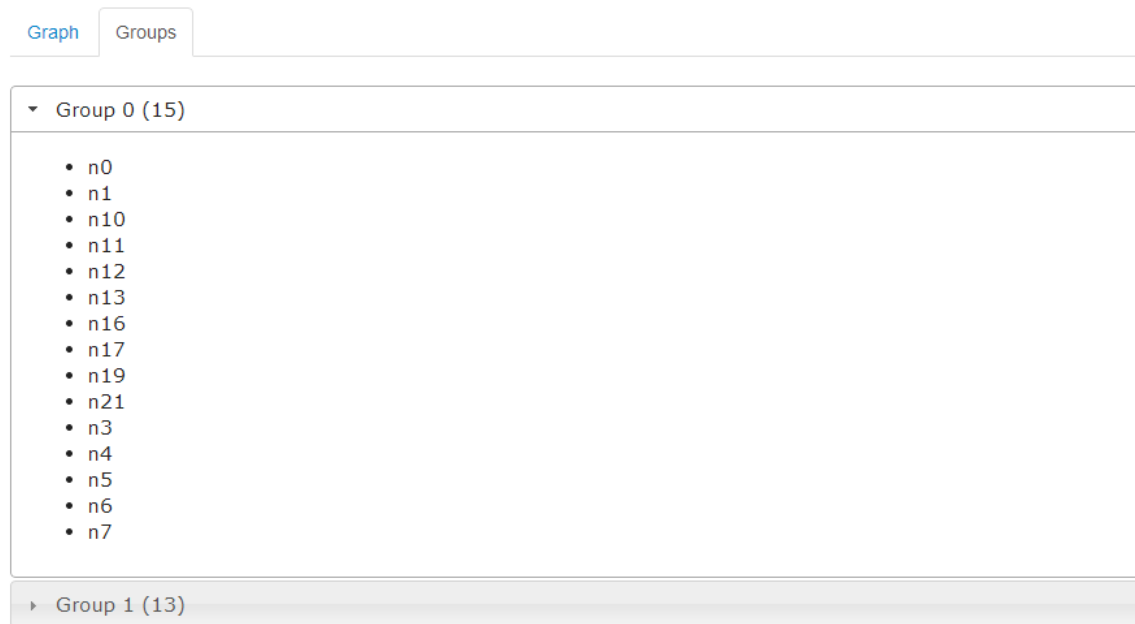 Graph Groups
Group 0 (15)
n0
n1
n10
n11
n12
n13
n16
n17
n19
n21
n3
n4
n5
n6
n7
Group 1 (13)